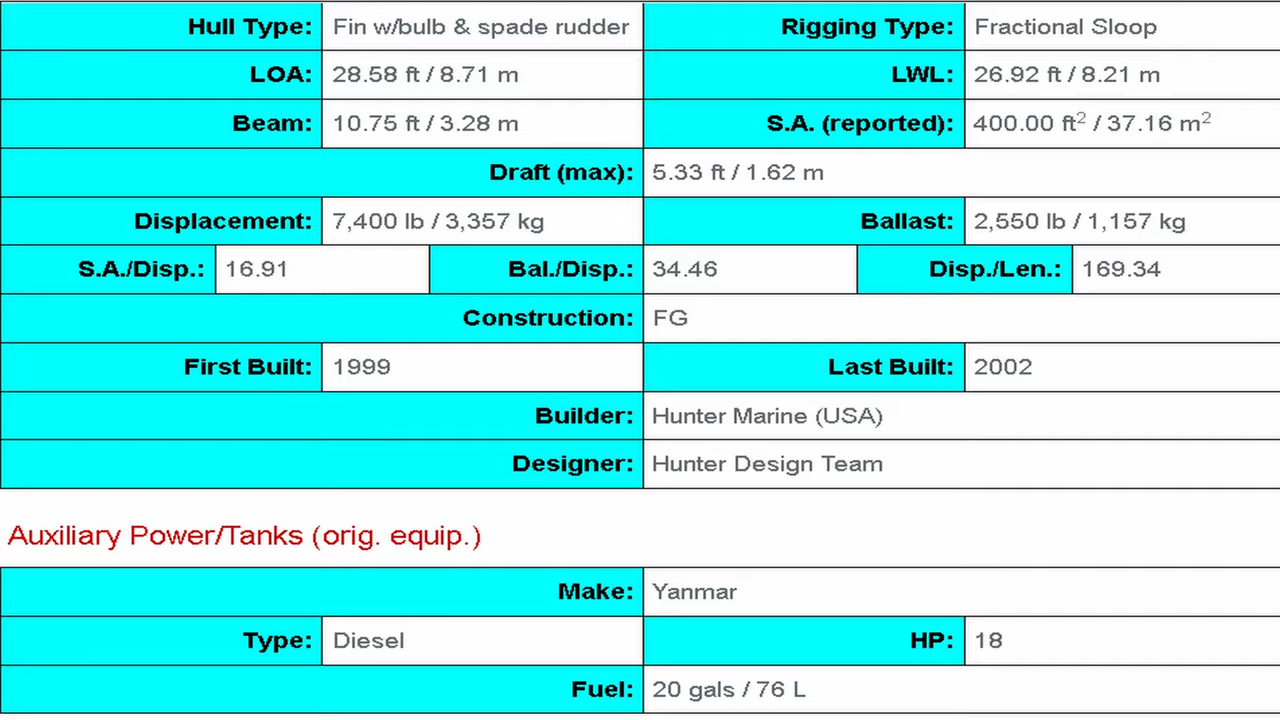 Hull Type: Fin w/bulb & spade rudder Rigging Type: Fractional Sloop
LOA: 28.58 ft / 8.71 m LWL: 26.92 ft / 8.21 m
Beam: 10.75 ft / 3.28 m S.A. (reported): 400.00 ft² / 37.16 m²
Draft (max): 5.33 ft / 1.62 m
Displacement: 7,400 lb / 3,357 kg Ballast: 2,550 lb / 1,157 kg
S.A./Disp.: 16.91 Bal./Disp.: 34.46 Disp./Len.: 169.34
Construction: FG
First Built: 1999 Last Built: 2002
Builder: Hunter Marine (USA)
Designer: Hunter Design Team
Auxiliary Power/Tanks (orig. equip.)
Make: Yanmar
Type: Diesel HP: 18
Fuel: 20 gals / 76 L